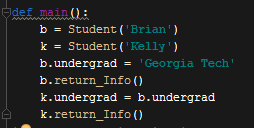 def main():
    b = Student('Brian')
    k = Student('Kelly')
    b.undergrad = 'Georgia Tech'
    b.return_Info()
    k.undergrad = b.undergrad
    k.return_Info()